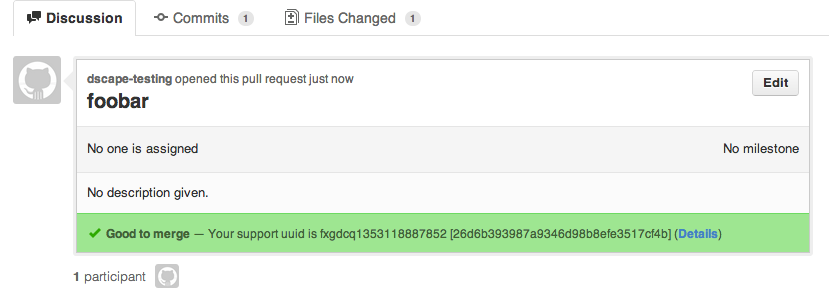 Discussion Commits 1 Files Changed 1
dscape-testing opened this pull request just now
foobar
Edit
No one is assigned No milestone
No description given.
Good to merge — Your support uuid is fxgdcq1353118887852 [26d6b393987a9346d98b8efe3517cf4b] (Details)
1 participant